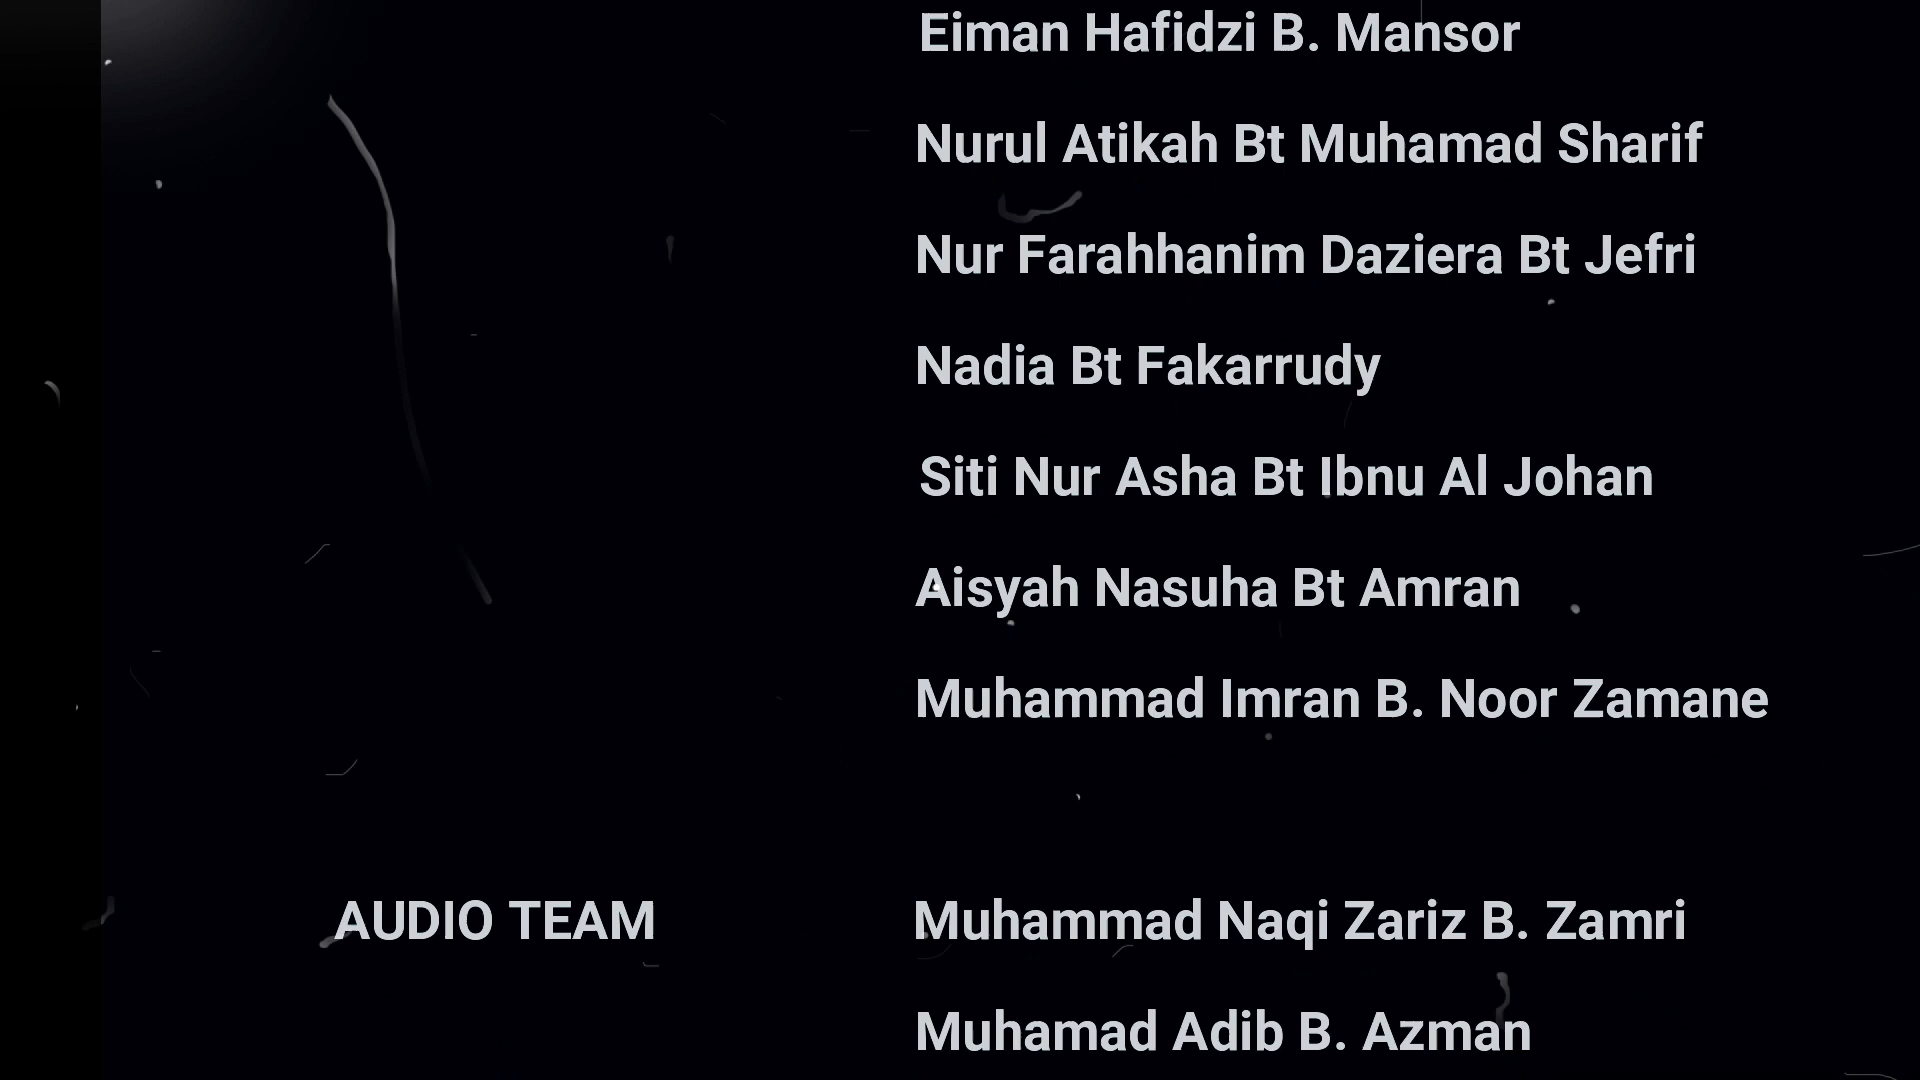 Eiman Hafidzi B. Mansor
Nurul Atikah Bt Muhamad Sharif
Nur Farahhanim Daziera Bt Jefri
Nadia Bt Fakarrudy
Siti Nur Asha Bt Ibnu Al Johan
Aisyah Nasuha Bt Amran
Muhammad Imran B. Noor Zamane
AUDIO TEAM Muhammad Naqi Zariz B. Zamri
Muhamad Adib B. Azman